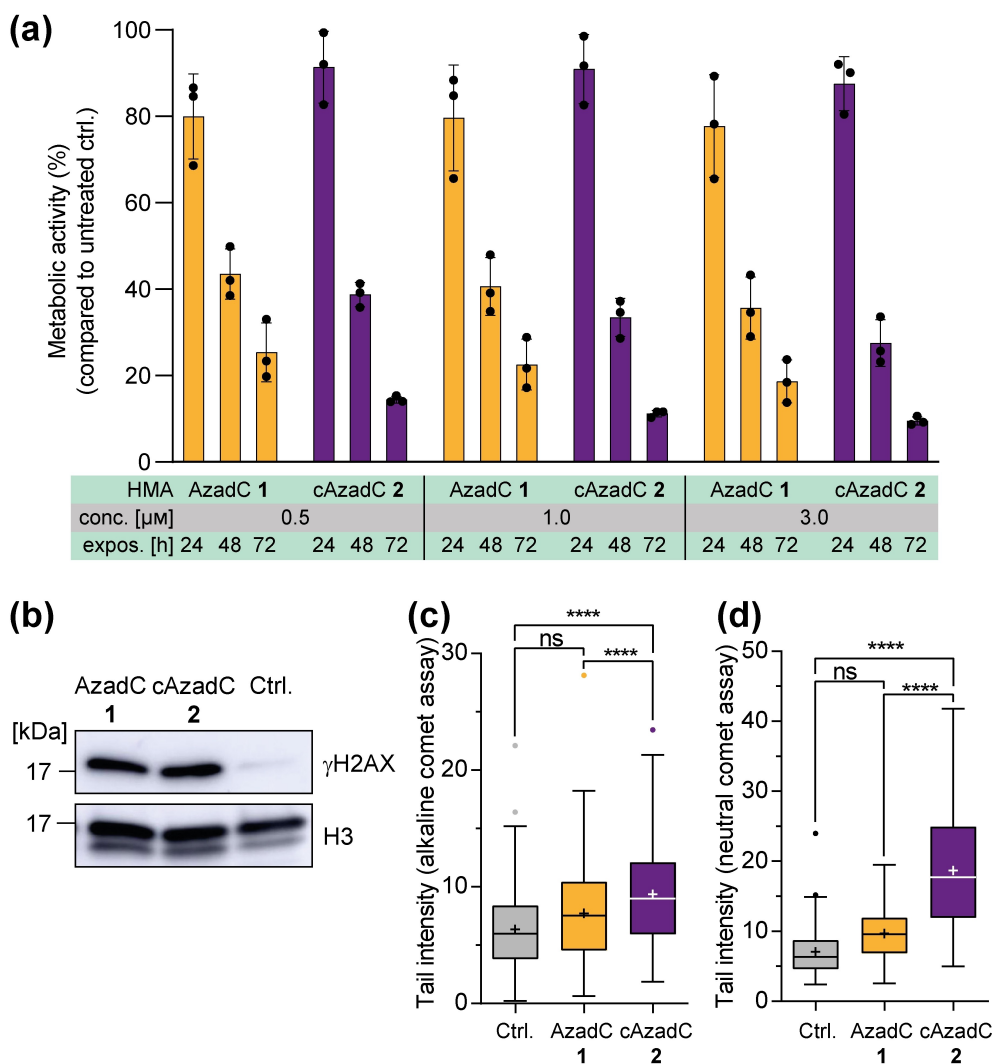 (a)
Metabolic activity (%)
(compared to untreated ctrl.)
100
80
60
40
20
0
HMA AzadC 1 cAzadC 2 AzadC 1 cAzadC 2 AzadC 1 cAzadC 2
conc. [µM] 0.5 1.0 3.0
expos. [h] 24 48 72 24 48 72 24 48 72 24 48 72 24 48 72 24 48 72
(b)
AzadC cAzadC Ctrl.
1 2
[kDa]
17 γH2AX
17 H3
(c)
Tail intensity (alkaline comet assay)
30
20
10
0
****
ns
****
Ctrl. AzadC cAzadC
1 2
(d)
Tail intensity (neutral comet assay)
50
40
30
20
10
0
****
ns
****
Ctrl. AzadC cAzadC
1 2